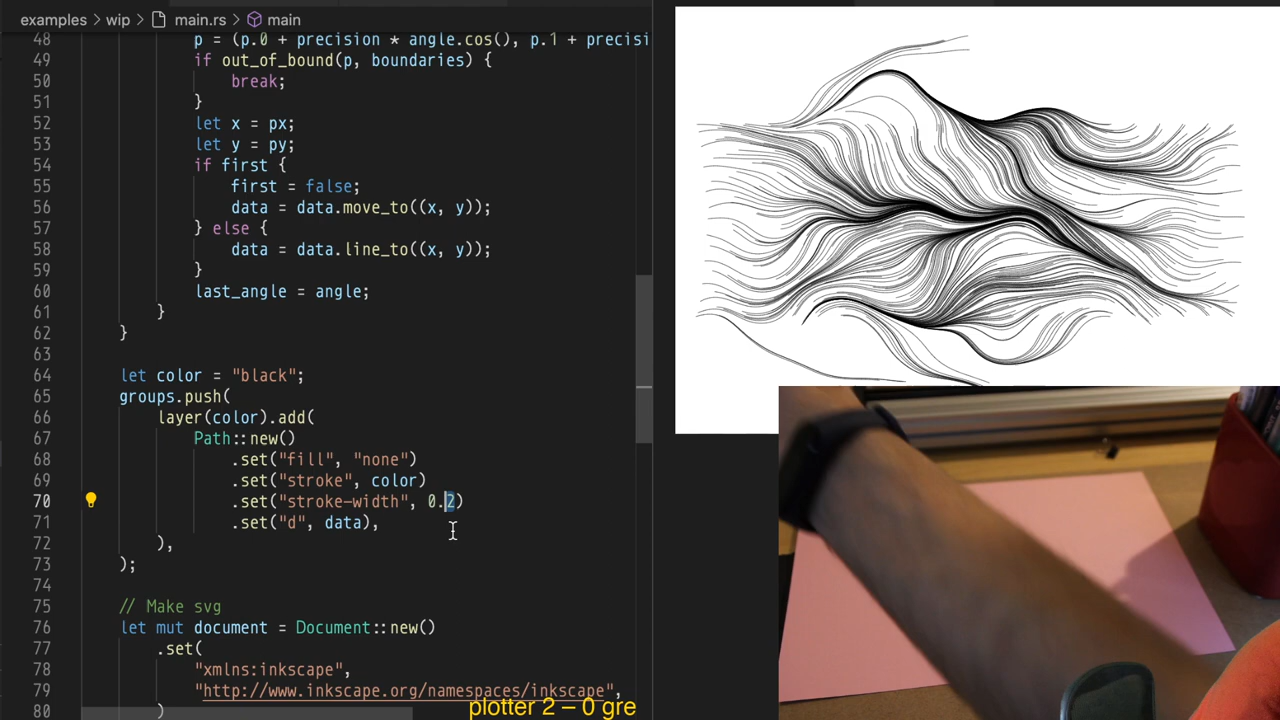 examples › wip › main.rs › main
48 p = (p.0 + precision * angle.cos(), p.1 + precisi
49 if out_of_bound(p, boundaries) {
50 break;
51 }
52 let x = px;
53 let y = py;
54 if first {
55 first = false;
56 data = data.move_to((x, y));
57 } else {
58 data = data.line_to((x, y));
59 }
60 last_angle = angle;
61 }
62 }
63
64 let color = "black";
65 groups.push(
66 layer(color).add(
67 Path::new()
68 .set("fill", "none")
69 .set("stroke", color)
70 .set("stroke-width", 0.2)
71 .set("d", data),
72 ),
73 );
74
75 // Make svg
76 let mut document = Document::new()
77 .set(
78 "xmlns:inkscape",
79 "http://www.inkscape.org/namespaces/inkscape",
80 )
plotter 2 – 0 gre